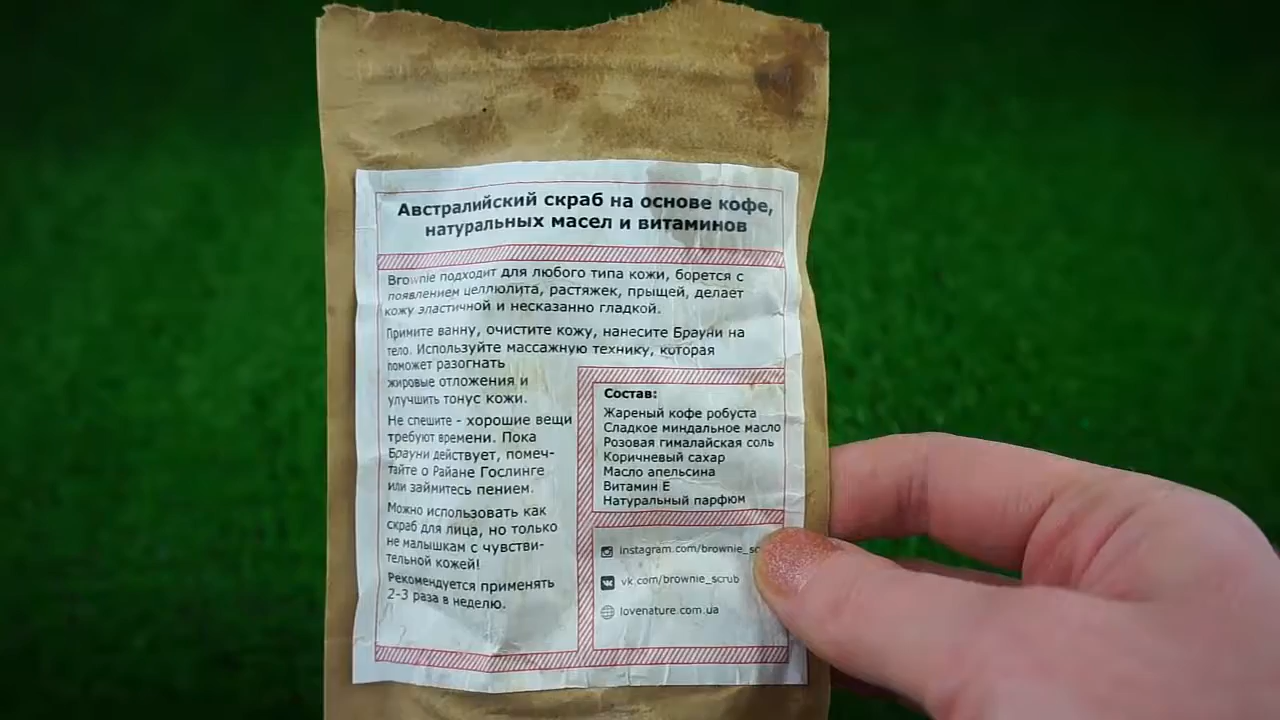 Австралийский скраб на основе кофе,
натуральных масел и витаминов
Brownie подходит для любого типа кожи, борется с
появлением целлюлита, растяжек, прыщей, делает
кожу эластичной и несказанно гладкой.
Примите ванну, очистите кожу, нанесите Брауни на
тело. Используйте массажную технику, которая
поможет разогнать
жировые отложения и
улучшить тонус кожи.
Не спешите - хорошие вещи
требуют времени. Пока
Брауни действует, помеч-
тайте о Райане Гослинге
или займитесь пением.
Можно использовать как
скраб для лица, но только
не малышкам с чувстви-
тельной кожей!
Рекомендуется применять
2-3 раза в неделю.
Состав:
Жареный кофе робуста
Сладкое миндальное масло
Розовая гималайская соль
Коричневый сахар
Масло апельсина
Витамин Е
Натуральный парфюм
instagram.com/brownie_sc
vk.com/brownie_scrub
lovenature.com.ua